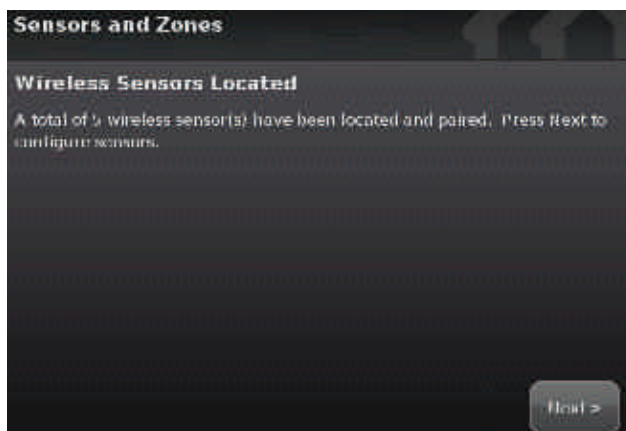 Sensors and Zones
Wireless Sensors Located
A total of 5 wireless sensor(s) have been located and paired. Press Next to
configure sensors.
Next >